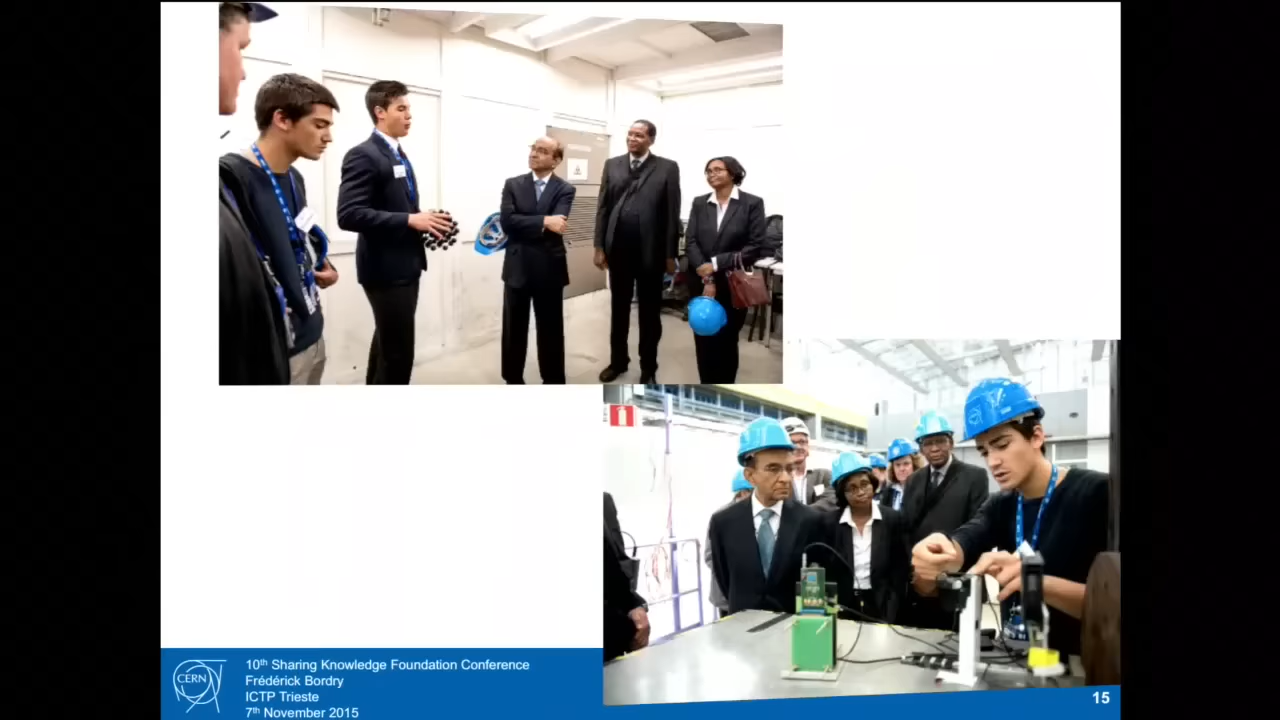 CERN
10th Sharing Knowledge Foundation Conference
Frédérick Bordry
ICTP Trieste
7th November 2015
15